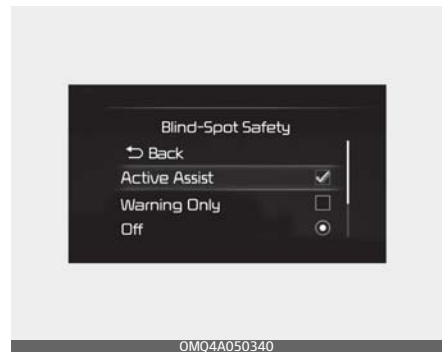 Blind-Spot Safety
Back
Active Assist
Warning Only
Off
OMQ4A050340